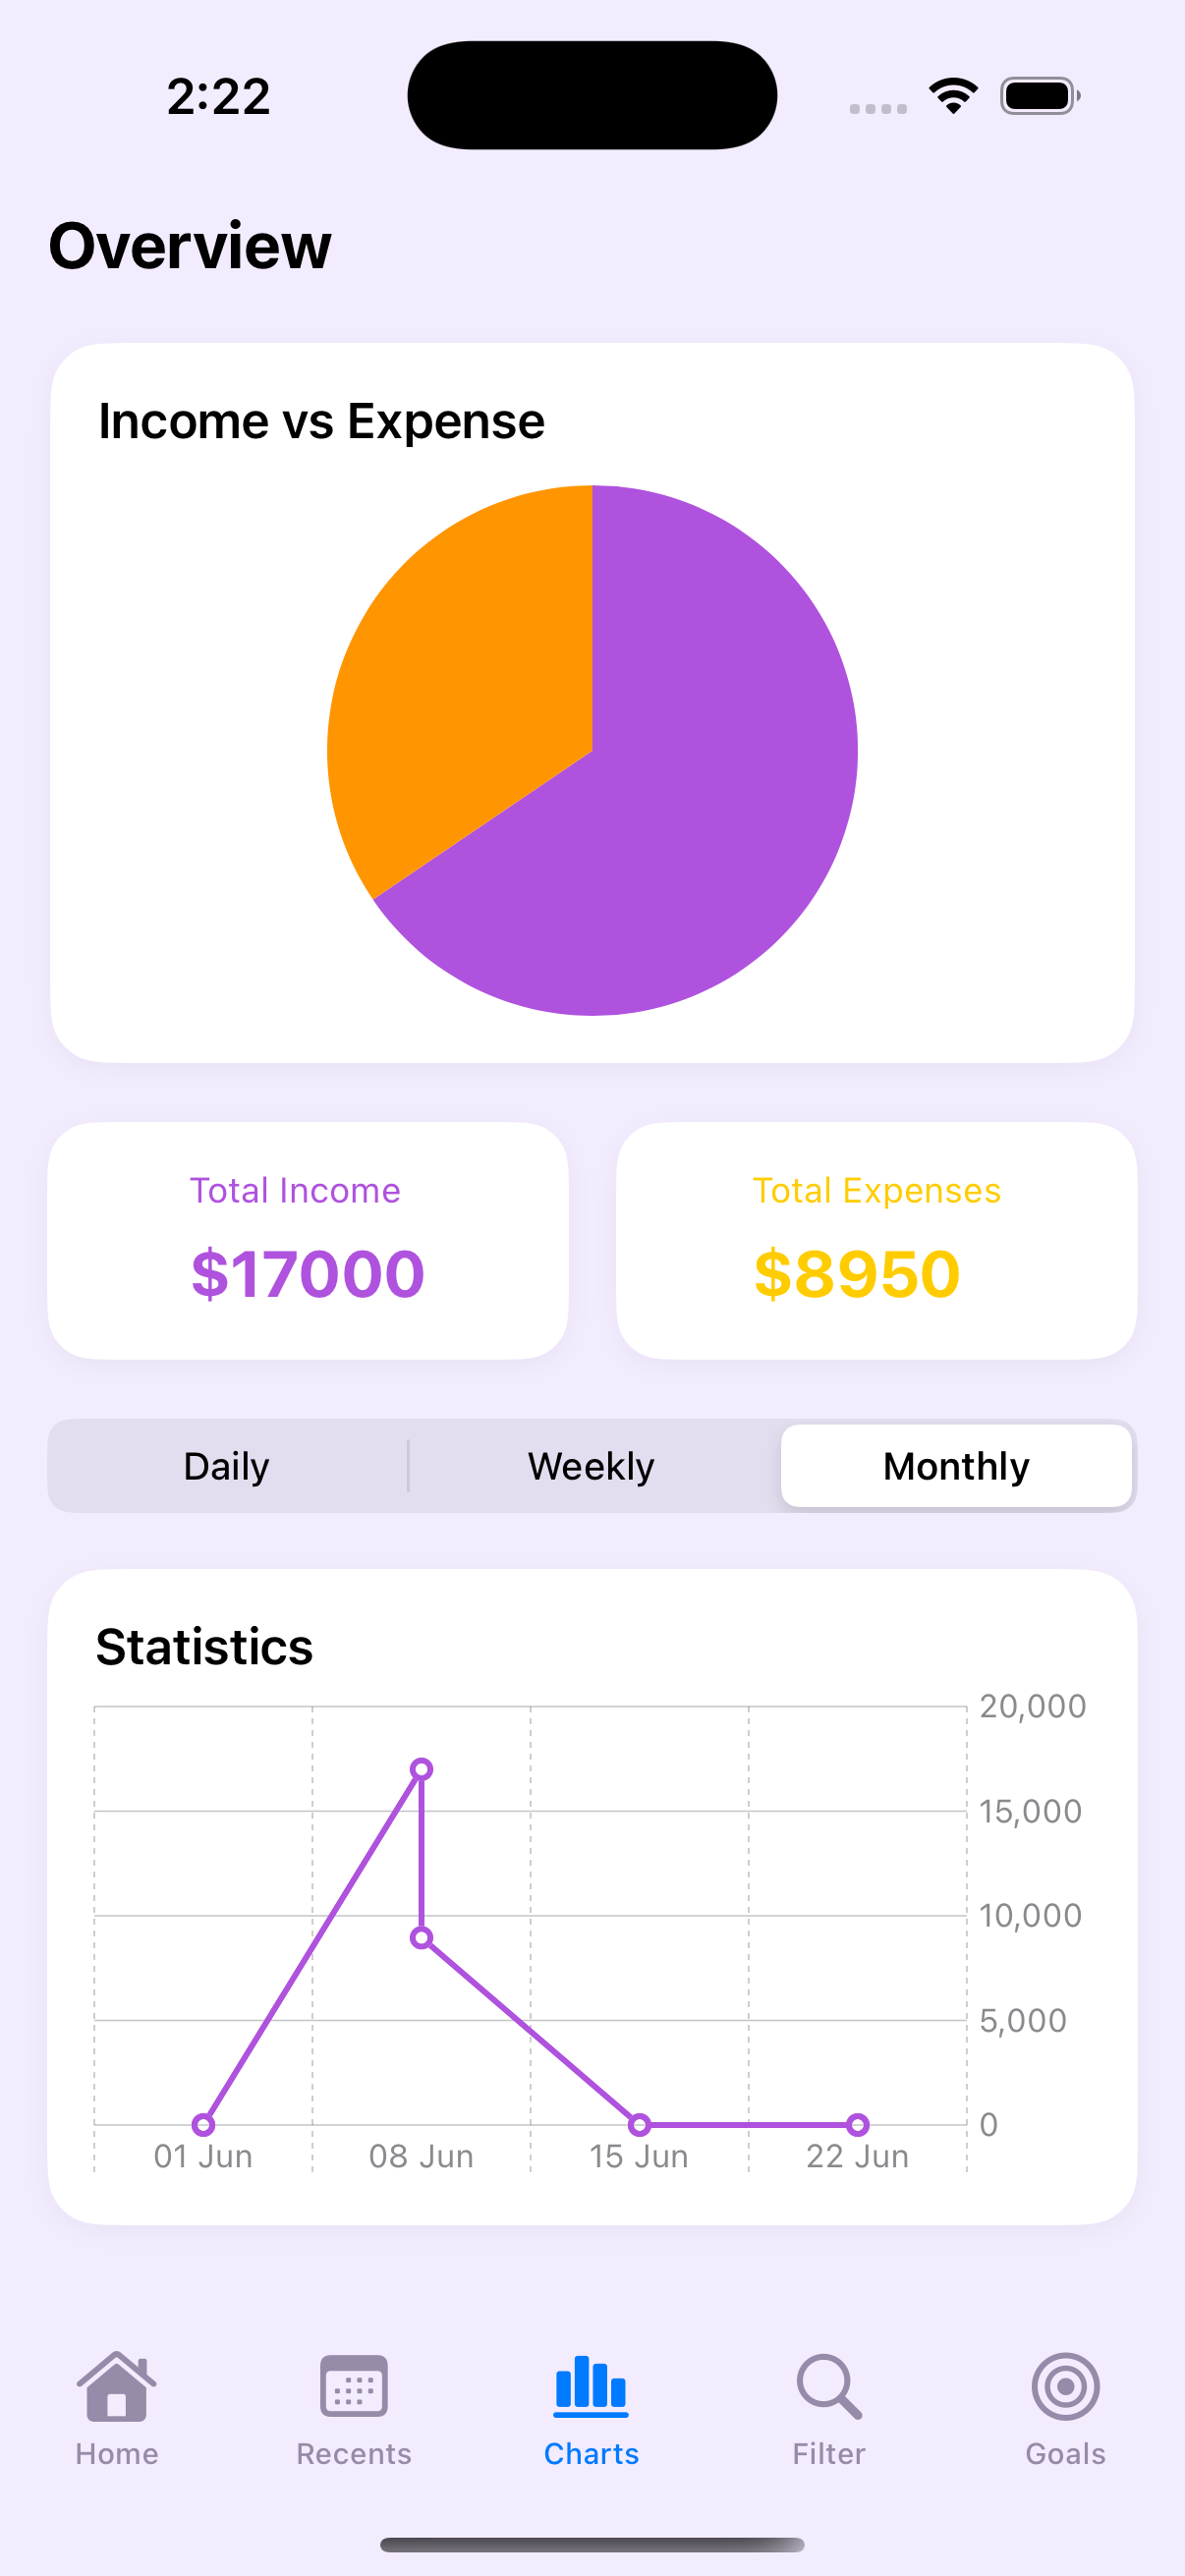 2:22
Overview
Income vs Expense
Total Income
$17000
Total Expenses
$8950
Daily
Weekly
Monthly
Statistics
20,000
15,000
10,000
5,000
0
01 Jun
08 Jun
15 Jun
22 Jun
Home
Recents
Charts
Filter
Goals